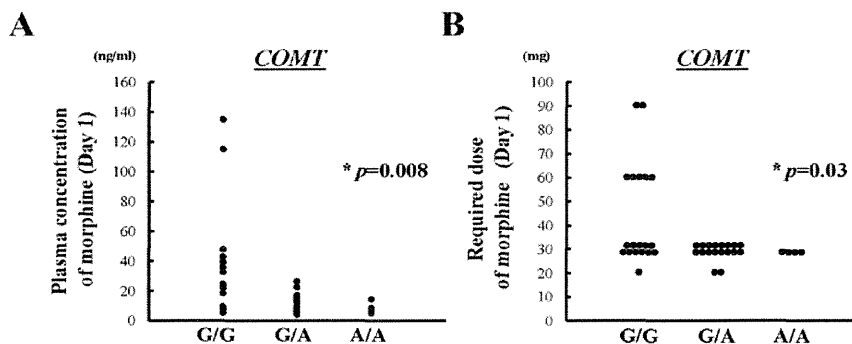 A
(ng/ml)
COMT
160
140
120
100
80
60
40
20
0
Plasma concentration
of morphine (Day 1)
* p=0.008
G/G G/A A/A
B
(mg)
COMT
100
90
80
70
60
50
40
30
20
10
0
Required dose
of morphine (Day 1)
* p=0.03
G/G G/A A/A